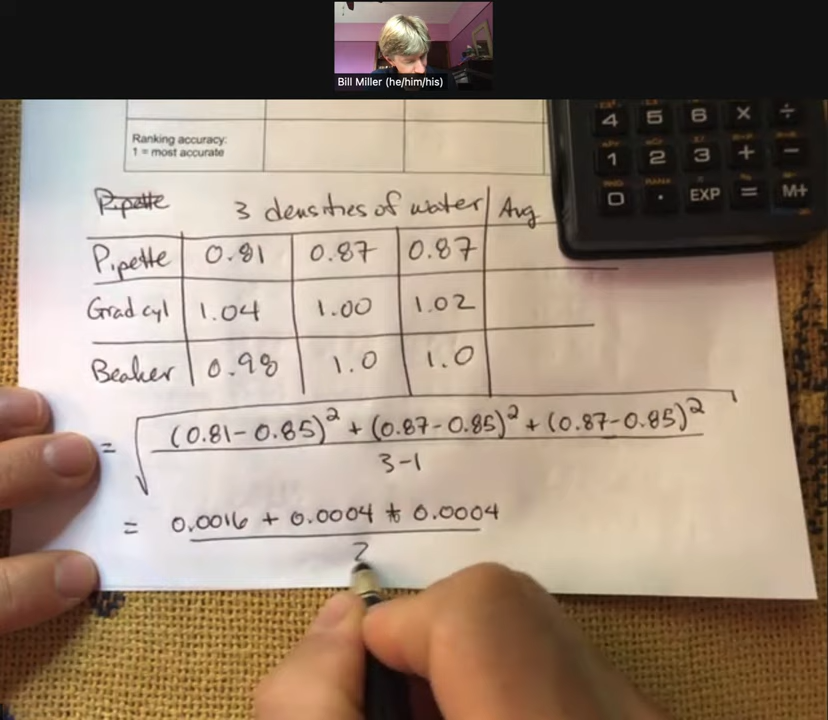 Bill Miller (he/him/his)
4 5 6 × ÷
1 2 3 + −
0 . EXP = M+
Ranking accuracy:
1 = most accurate
Pipette 3 densities of water Avg
Pipette 0.81 0.87 0.87
Grad cyl 1.04 1.00 1.02
Beaker 0.98 1.0 1.0
= √ (0.81-0.85)² + (0.87-0.85)² + (0.87-0.85)²
3-1
= 0.0016 + 0.0004 + 0.0004
2